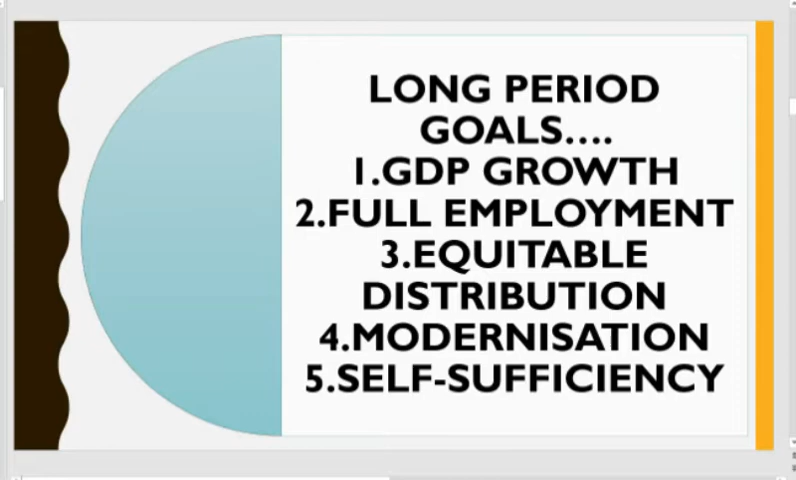 LONG PERIOD
GOALS....
1.GDP GROWTH
2.FULL EMPLOYMENT
3.EQUITABLE
DISTRIBUTION
4.MODERNISATION
5.SELF-SUFFICIENCY